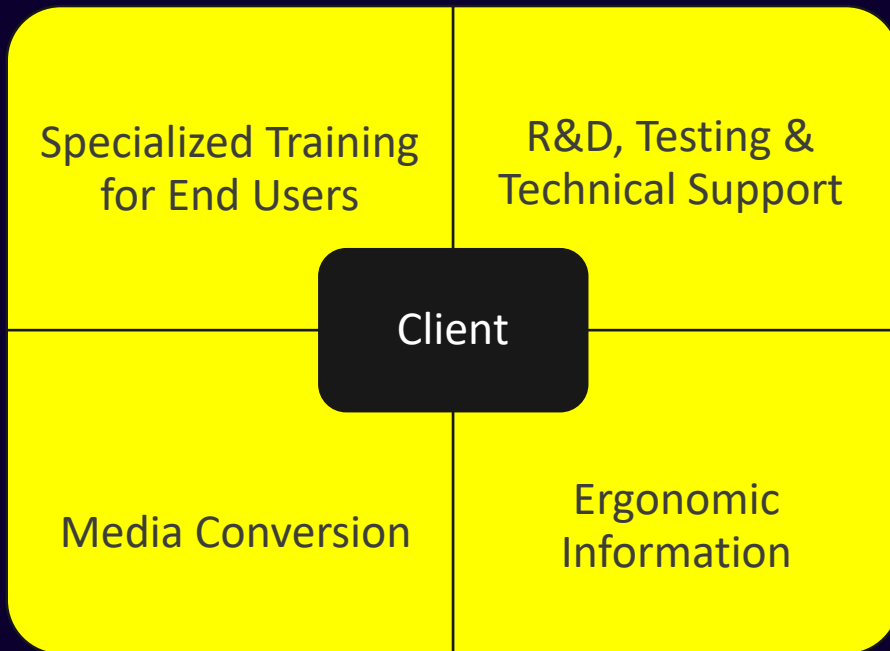 Specialized Training
for End Users
R&D, Testing &
Technical Support
Client
Media Conversion
Ergonomic
Information